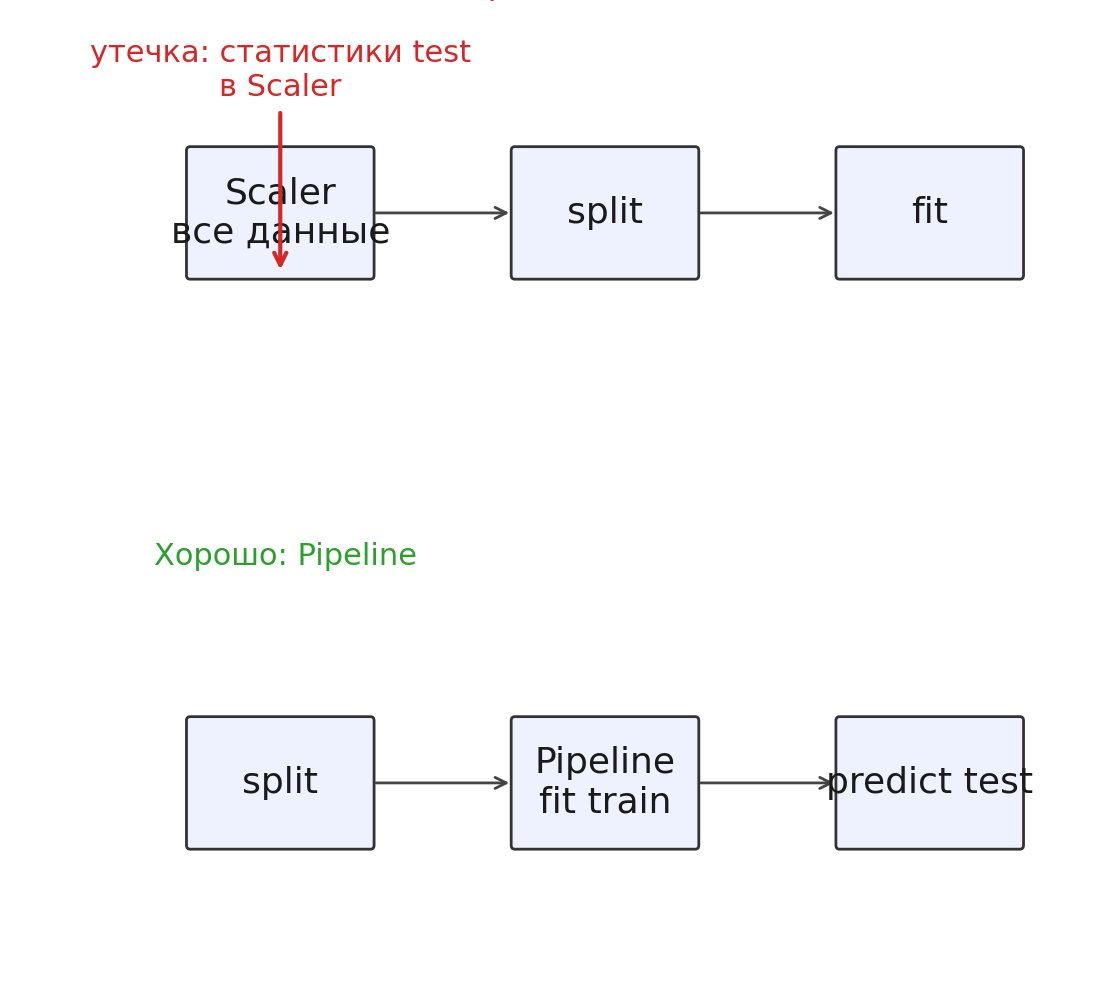 утечка: статистики test
в Scaler
Scaler
все данные
split
fit
Хорошо: Pipeline
split
Pipeline
fit train
predict test